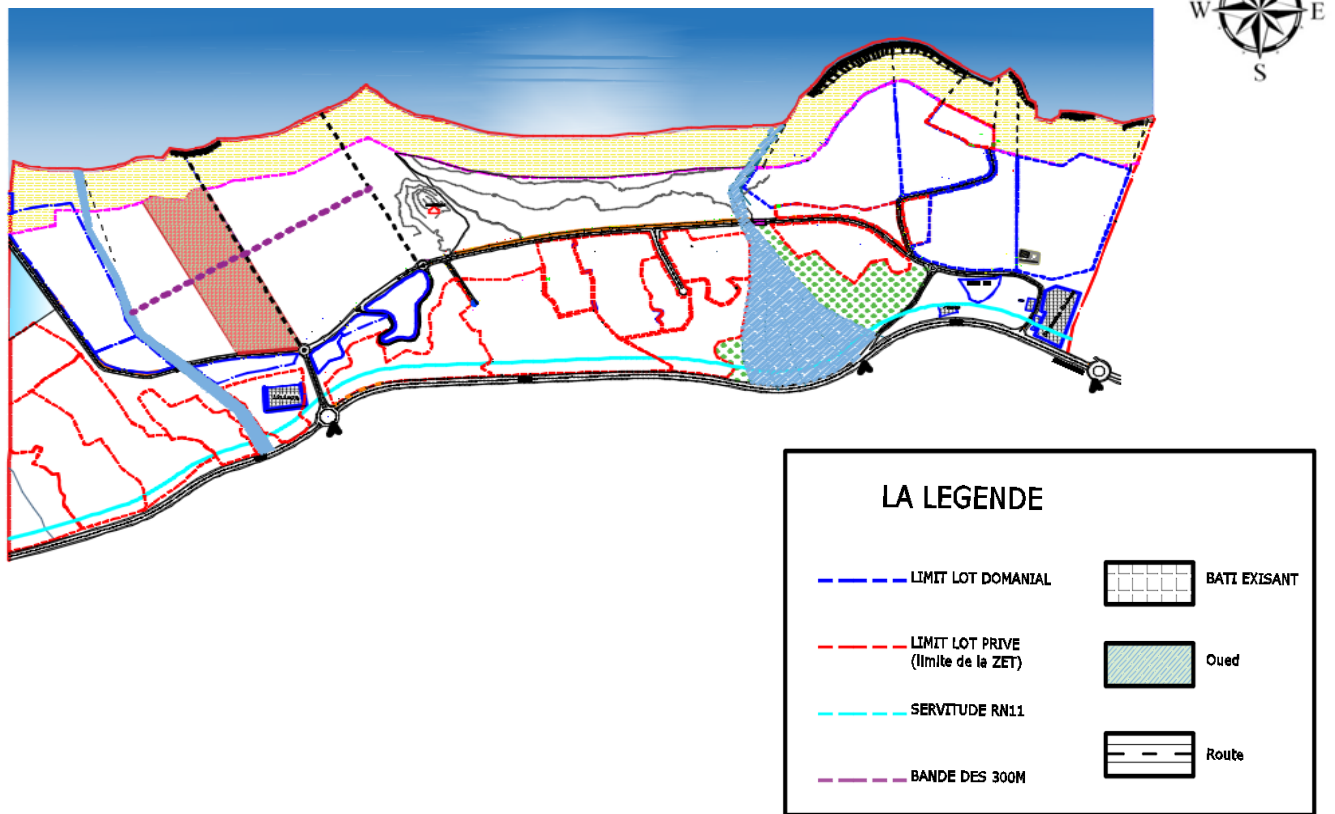 W E
S
LA LEGENDE
LIMIT LOT DOMANIAL
BATI EXISANT
LIMIT LOT PRIVE
(limite de la ZET)
Oued
SERVITUDE RN11
Route
BANDE DES 300M